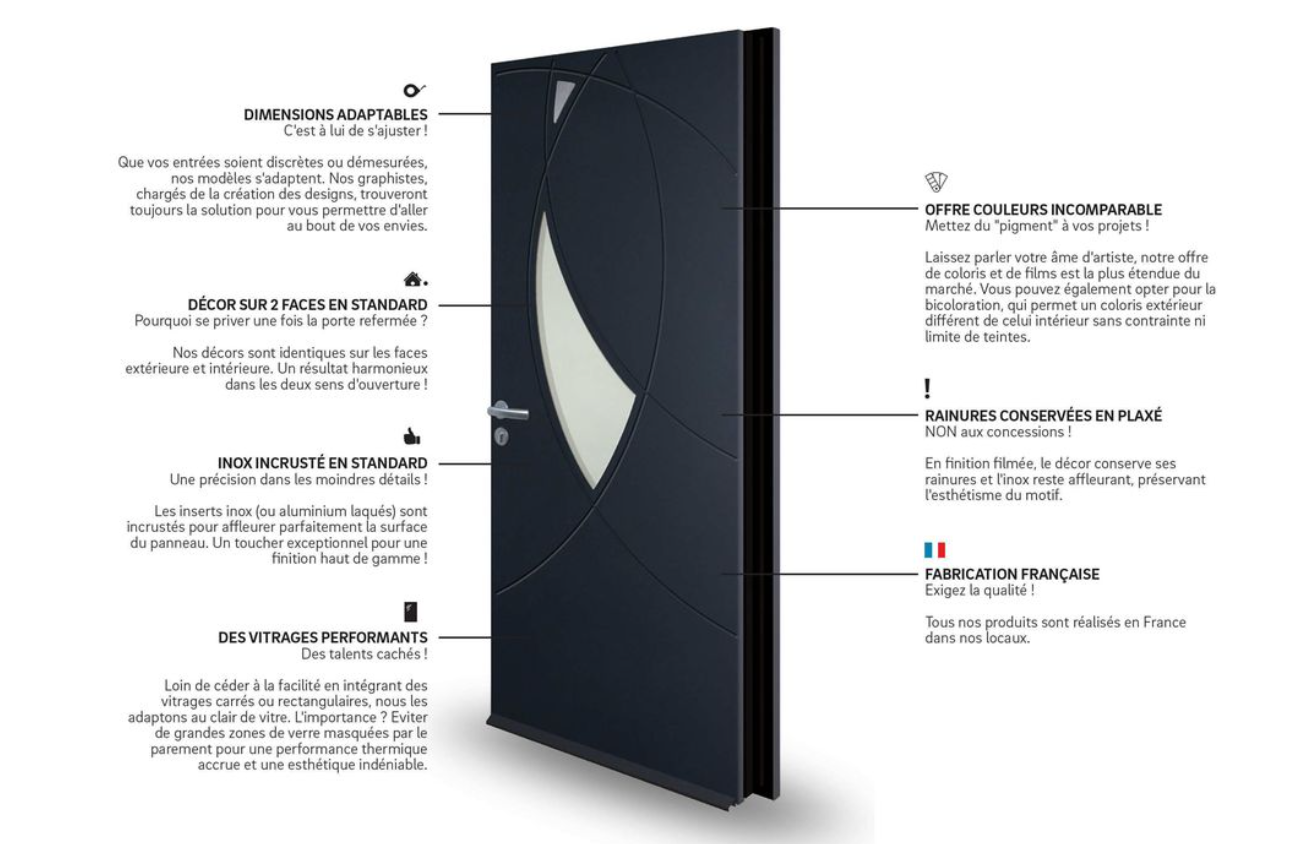 DIMENSIONS ADAPTABLES
C'est à lui de s'ajuster !
Que vos entrées soient discrètes ou démesurées,
nos modèles s'adaptent. Nos graphistes,
chargés de la création des designs, trouveront
toujours la solution pour vous permettre d'aller
au bout de vos envies.
DÉCOR SUR 2 FACES EN STANDARD
Pourquoi se priver une fois la porte refermée ?
Nos décors sont identiques sur les faces
extérieure et intérieure. Un résultat harmonieux
dans les deux sens d'ouverture !
INOX INCRUSTÉ EN STANDARD
Une précision dans les moindres détails !
Les inserts inox (ou aluminium laqués) sont
incrustés pour affleurer parfaitement la surface
du panneau. Un toucher exceptionnel pour une
finition haut de gamme !
DES VITRAGES PERFORMANTS
Des talents cachés !
Loin de céder à la facilité en intégrant des
vitrages carrés ou rectangulaires, nous les
adaptons au clair de vitre. L'importance ? Eviter
de grandes zones de verre masquées par le
parement pour une performance thermique
accrue et une esthétique indéniable.
OFFRE COULEURS INCOMPARABLE
Mettez du "pigment" à vos projets !
Laissez parler votre âme d'artiste, notre offre
de coloris et de films est la plus étendue du
marché. Vous pouvez également opter pour la
bicoloration, qui permet un coloris extérieur
différent de celui intérieur sans contrainte ni
limite de teintes.
!
RAINURES CONSERVÉES EN PLAXÉ
NON aux concessions !
En finition filmée, le décor conserve ses
rainures et l'inox reste affleurant, préservant
l'esthétisme du motif.
FABRICATION FRANÇAISE
Exigez la qualité !
Tous nos produits sont réalisés en France
dans nos locaux.